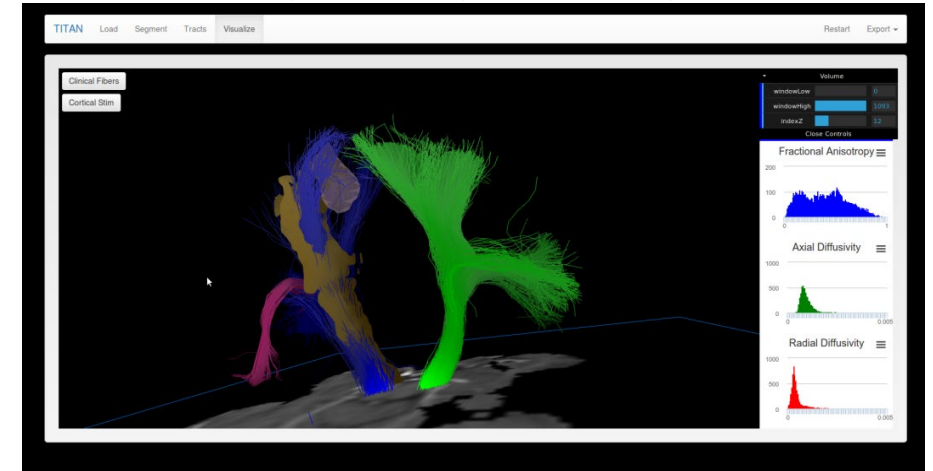 TITAN Load Segment Tracts Visualize Restart Export
Clinical Fibers
Cortical Stim
Volume
windowLow 0
windowHigh 1093
indexZ 12
Close Controls
Fractional Anisotropy
200
100
0
0 1
Axial Diffusivity
1000
500
0
0 0.005
Radial Diffusivity
1000
500
0
0 0.005